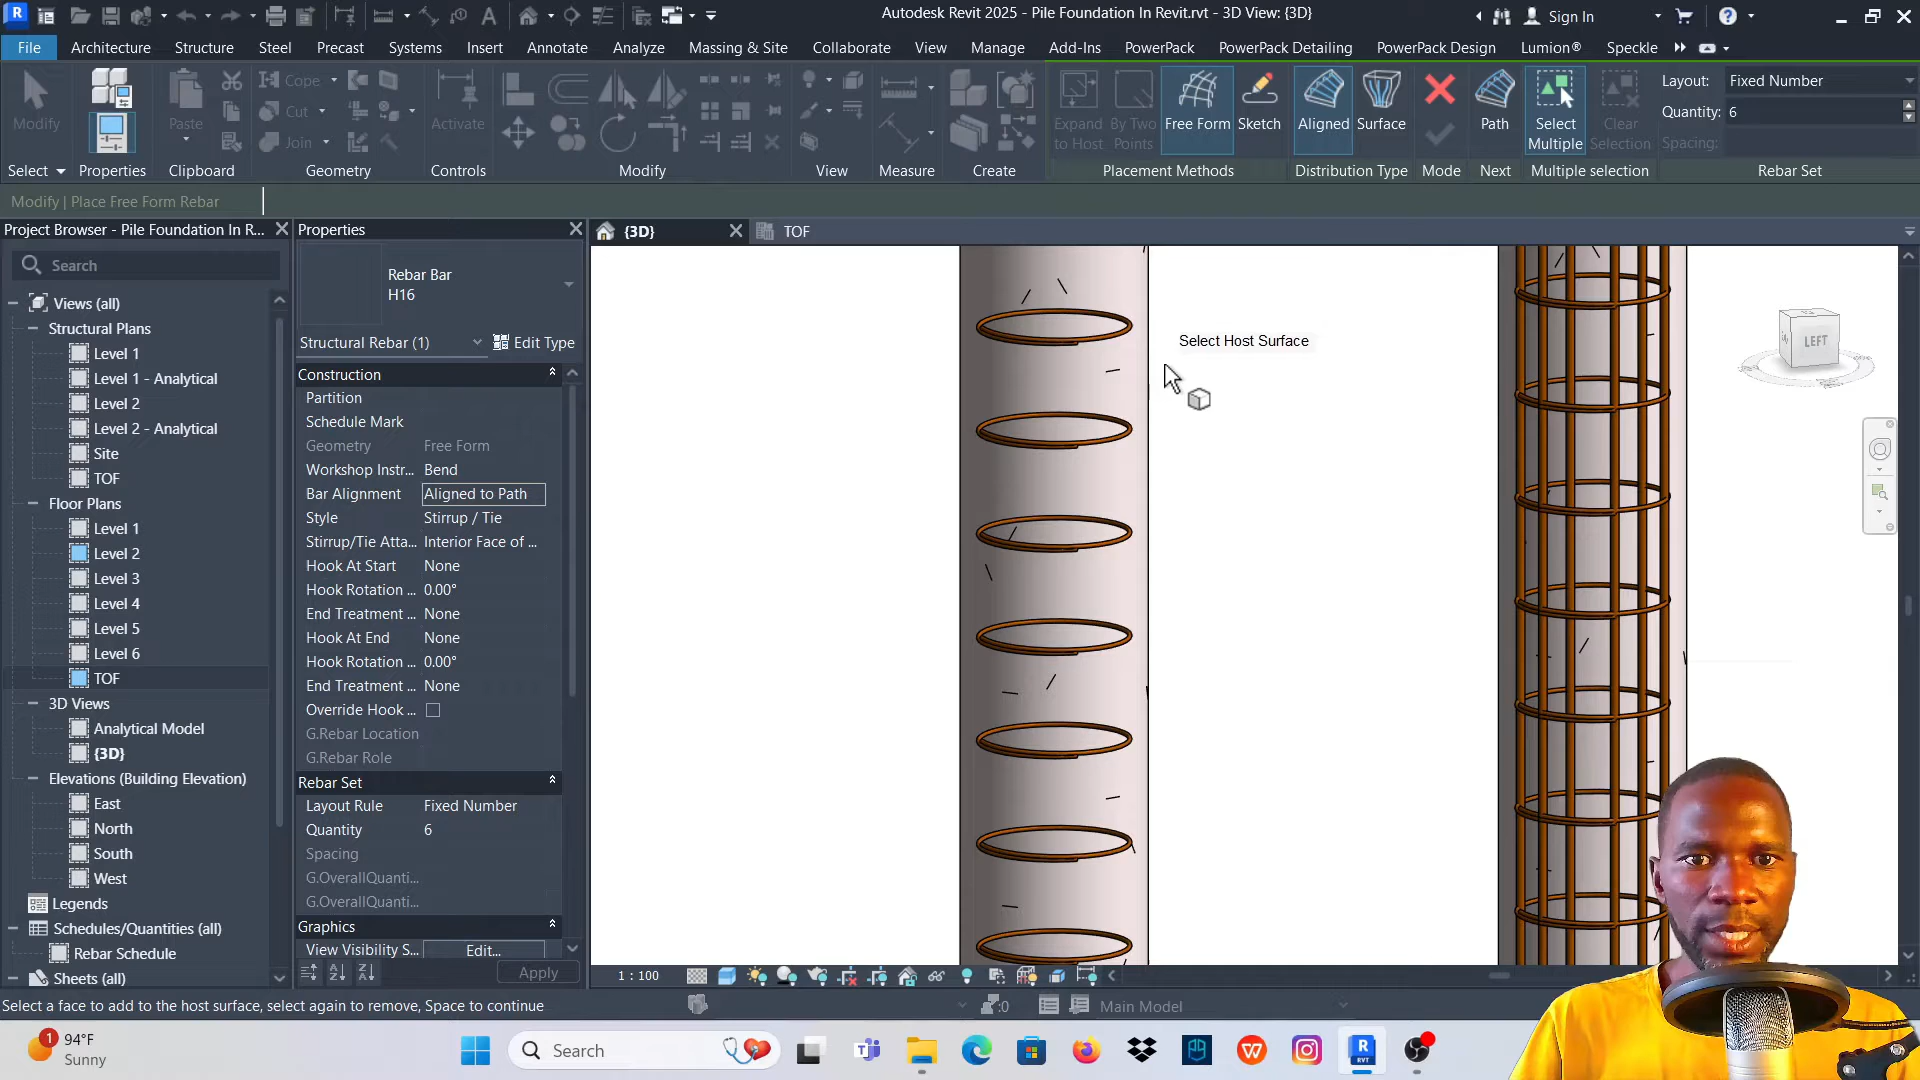 Autodesk Revit 2025 - Pile Foundation In Revit.rvt - 3D View: {3D}
Sign In
File Architecture Structure Steel Precast Systems Insert Annotate Analyze Massing & Site Collaborate View Manage Add-Ins PowerPack PowerPack Detailing PowerPack Design Lumion® Speckle
Modify
Paste
Cope
Cut
Join
Activate
Expand to Host
By Two Points
Free Form
Sketch
Aligned
Surface
Path
Select Multiple
Clear Selection
Layout: Fixed Number
Quantity: 6
Spacing:
Select Properties Clipboard Geometry Controls Modify View Measure Create Placement Methods Distribution Type Mode Next Multiple selection Rebar Set
Modify | Place Free Form Rebar
Project Browser - Pile Foundation In R...
Search
Views (all)
Structural Plans
Level 1
Level 1 - Analytical
Level 2
Level 2 - Analytical
Site
TOF
Floor Plans
Level 1
Level 2
Level 3
Level 4
Level 5
Level 6
TOF
3D Views
Analytical Model
{3D}
Elevations (Building Elevation)
East
North
South
West
Legends
Schedules/Quantities (all)
Rebar Schedule
Sheets (all)
Properties
Rebar Bar
H16
Structural Rebar (1) Edit Type
Construction
Partition
Schedule Mark
Geometry Free Form
Workshop Instr... Bend
Bar Alignment Aligned to Path
Style Stirrup / Tie
Stirrup/Tie Atta... Interior Face of ...
Hook At Start None
Hook Rotation ... 0.00°
End Treatment ... None
Hook At End None
Hook Rotation ... 0.00°
End Treatment ... None
Override Hook ...
G.Rebar Location
G.Rebar Role
Rebar Set
Layout Rule Fixed Number
Quantity 6
Spacing
G.OverallQuanti...
G.OverallQuanti...
Graphics
View Visibility S... Edit...
Apply
{3D}
TOF
Select Host Surface
LEFT
1 : 100
Select a face to add to the host surface, select again to remove, Space to continue
:0
Main Model
1
94°F
Sunny
Search